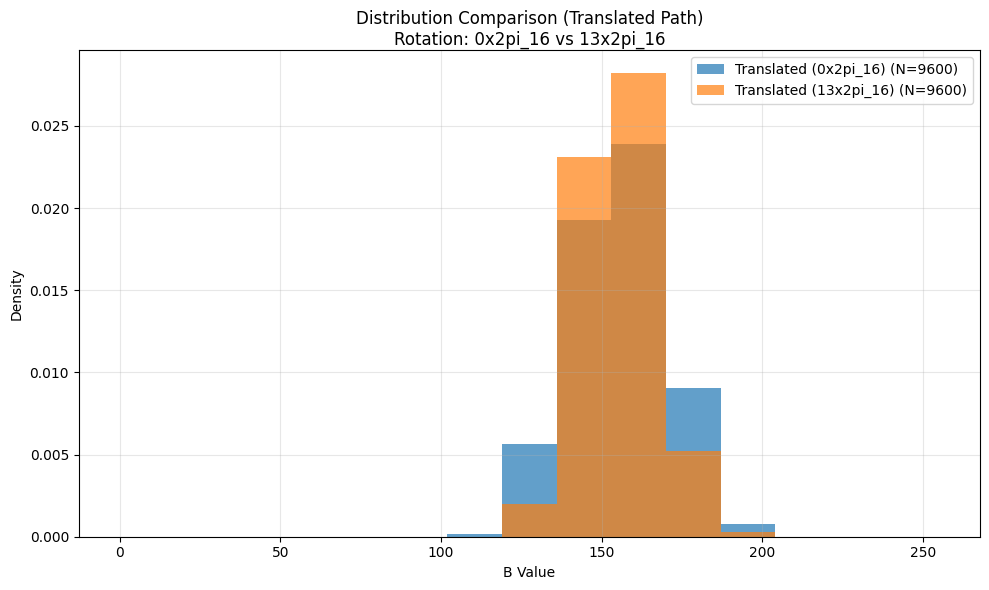 Distribution Comparison (Translated Path)
Rotation: 0x2pi_16 vs 13x2pi_16
Translated (0x2pi_16) (N=9600)
Translated (13x2pi_16) (N=9600)
Density
0.025
0.020
0.015
0.010
0.005
0.000
0 50 100 150 200 250
B Value